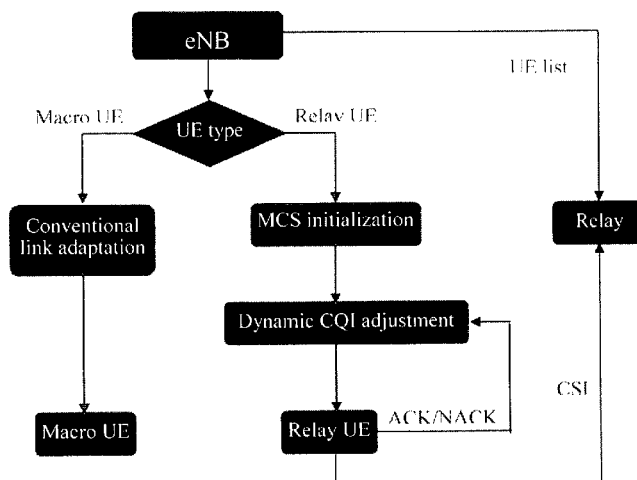 eNB
UE list
Macro UE
UE type
Relay UE
Conventional
link adaptation
MCS initialization
Relay
Dynamic CQI adjustment
CSI
Macro UE
Relay UE
ACK/NACK